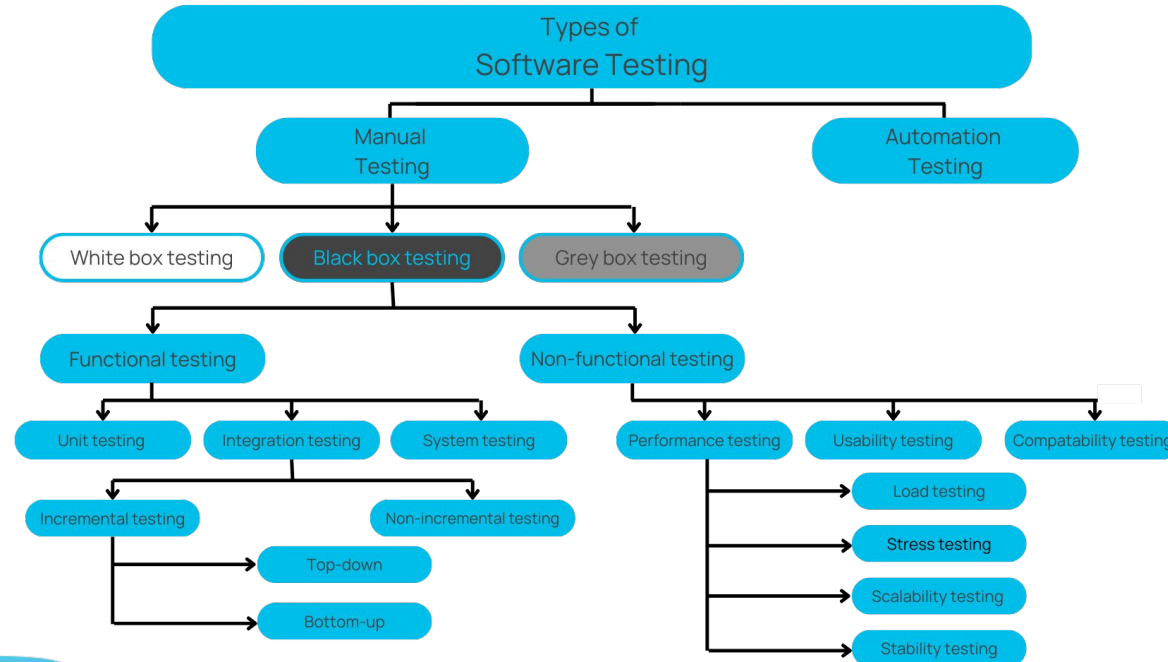 Types of
Software Testing
Manual
Testing
Automation
Testing
White box testing
Black box testing
Grey box testing
Functional testing
Non-functional testing
Unit testing
Integration testing
System testing
Performance testing
Usability testing
Compatability testing
Incremental testing
Non-incremental testing
Load testing
Stress testing
Top-down
Scalability testing
Bottom-up
Stability testing